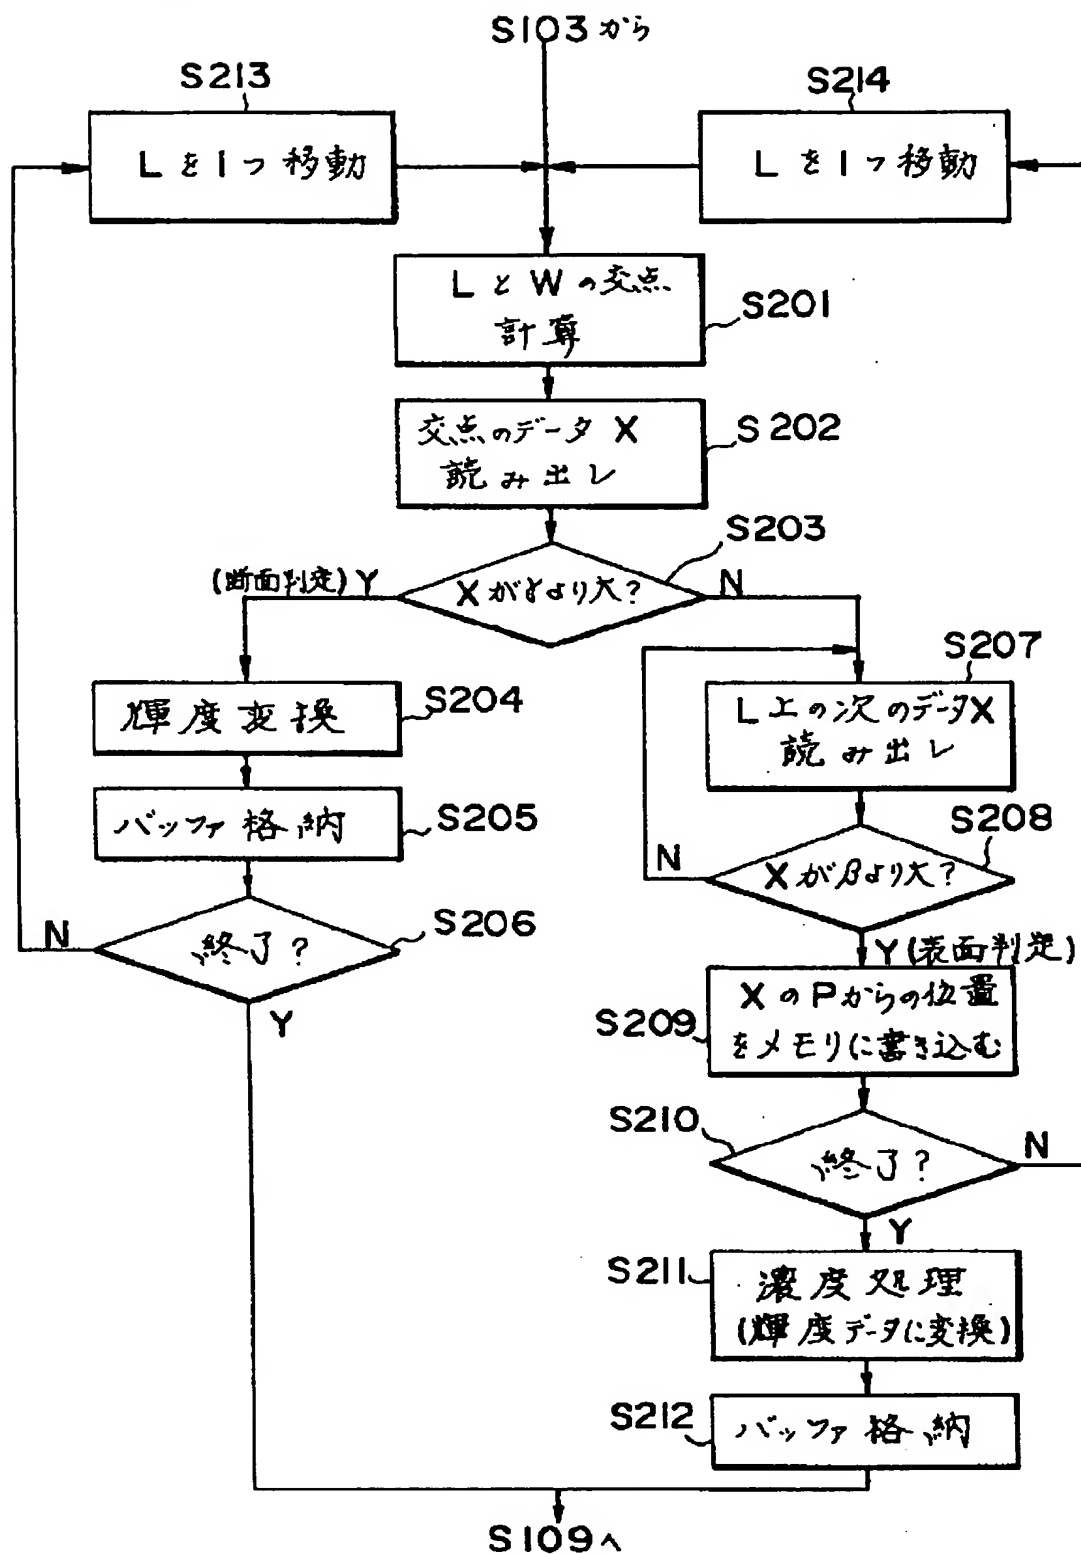 S103から
S213
S214
Lを1つ移動
Lを1つ移動
LとWの交点
計算
S201
交点のデータX
読み出し
S202
S203
(断面判定)Y
Xがγより大?
N
S207
輝度変換
S204
L上の次のデータX
読み出し
バッファ格納
S205
S208
N
Xがβより大?
N
終了?
S206
Y(表面判定)
Y
S209
XのPからの位置
をメモリに書き込む
S210
終了?
N
Y
S211
濃度処理
(輝度データに変換)
S212
バッファ格納
S109へ